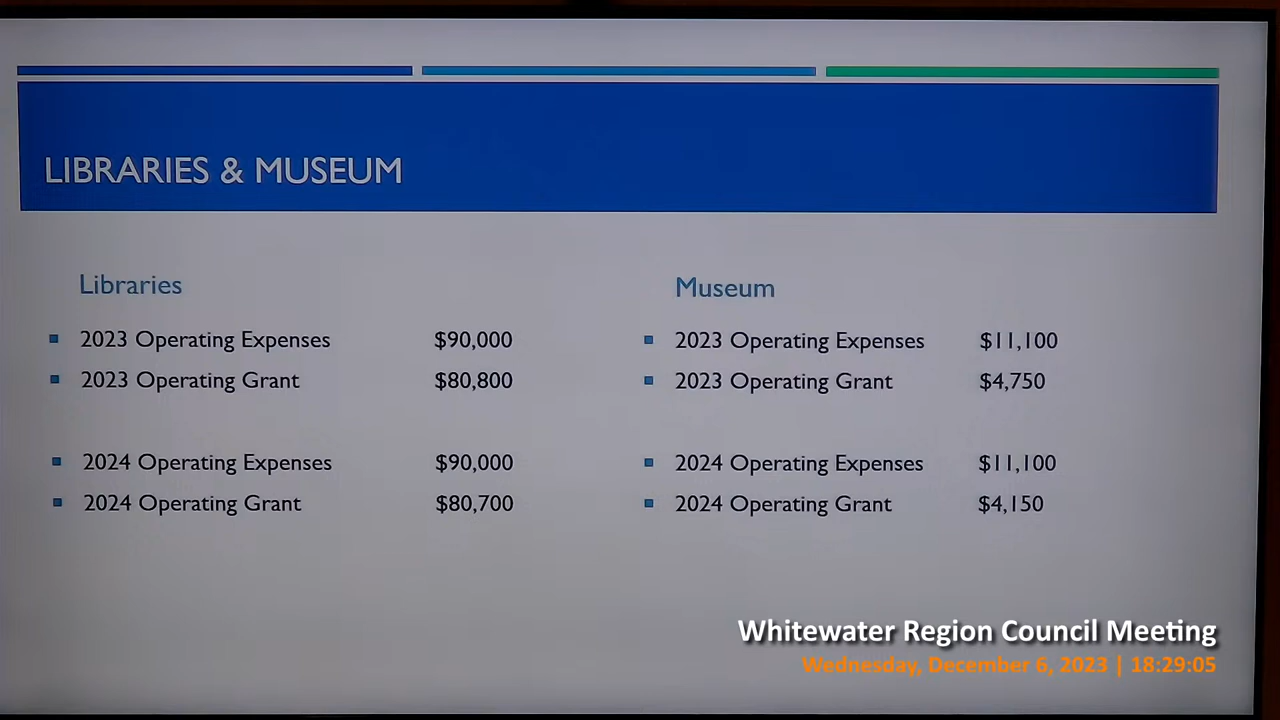 LIBRARIES & MUSEUM
Libraries
2023 Operating Expenses $90,000
2023 Operating Grant $80,800
2024 Operating Expenses $90,000
2024 Operating Grant $80,700
Museum
2023 Operating Expenses $11,100
2023 Operating Grant $4,750
2024 Operating Expenses $11,100
2024 Operating Grant $4,150
Whitewater Region Council Meeting
Wednesday, December 6, 2023 | 18:29:05